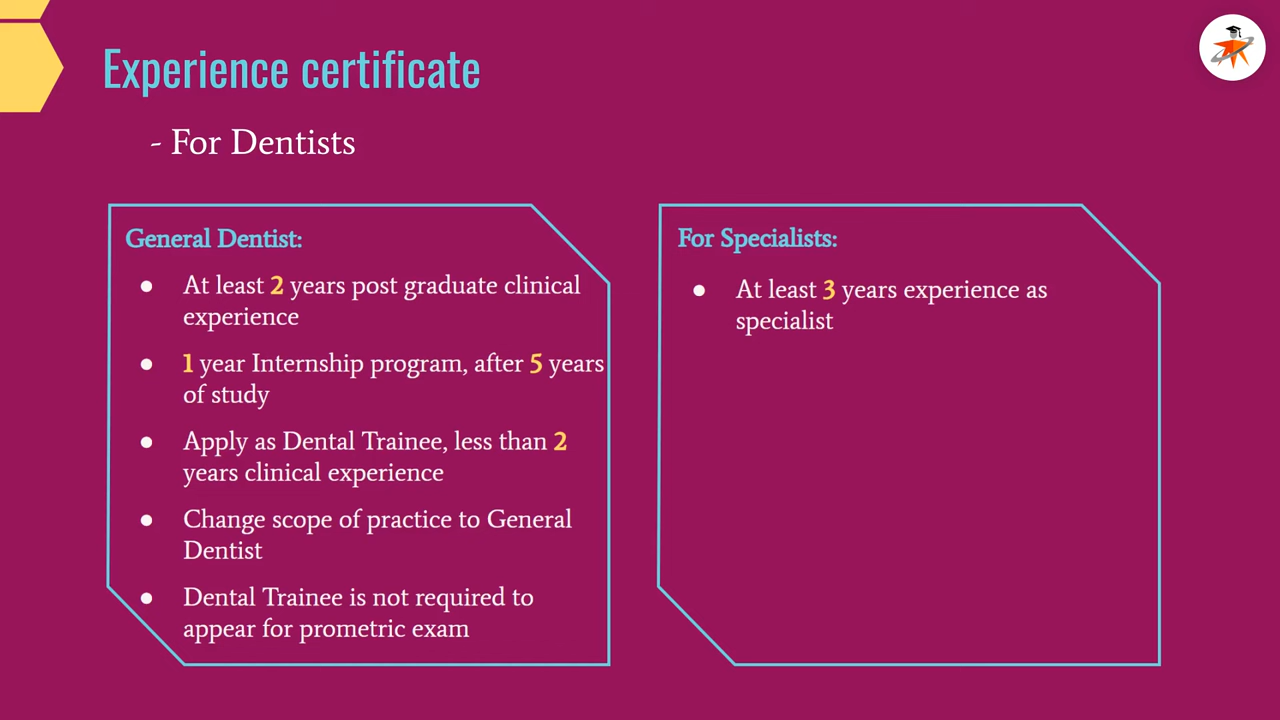 Experience certificate
- For Dentists
General Dentist:
● At least 2 years post graduate clinical
experience
● 1 year Internship program, after 5 years
of study
● Apply as Dental Trainee, less than 2
years clinical experience
● Change scope of practice to General
Dentist
● Dental Trainee is not required to
appear for prometric exam
For Specialists:
● At least 3 years experience as
specialist